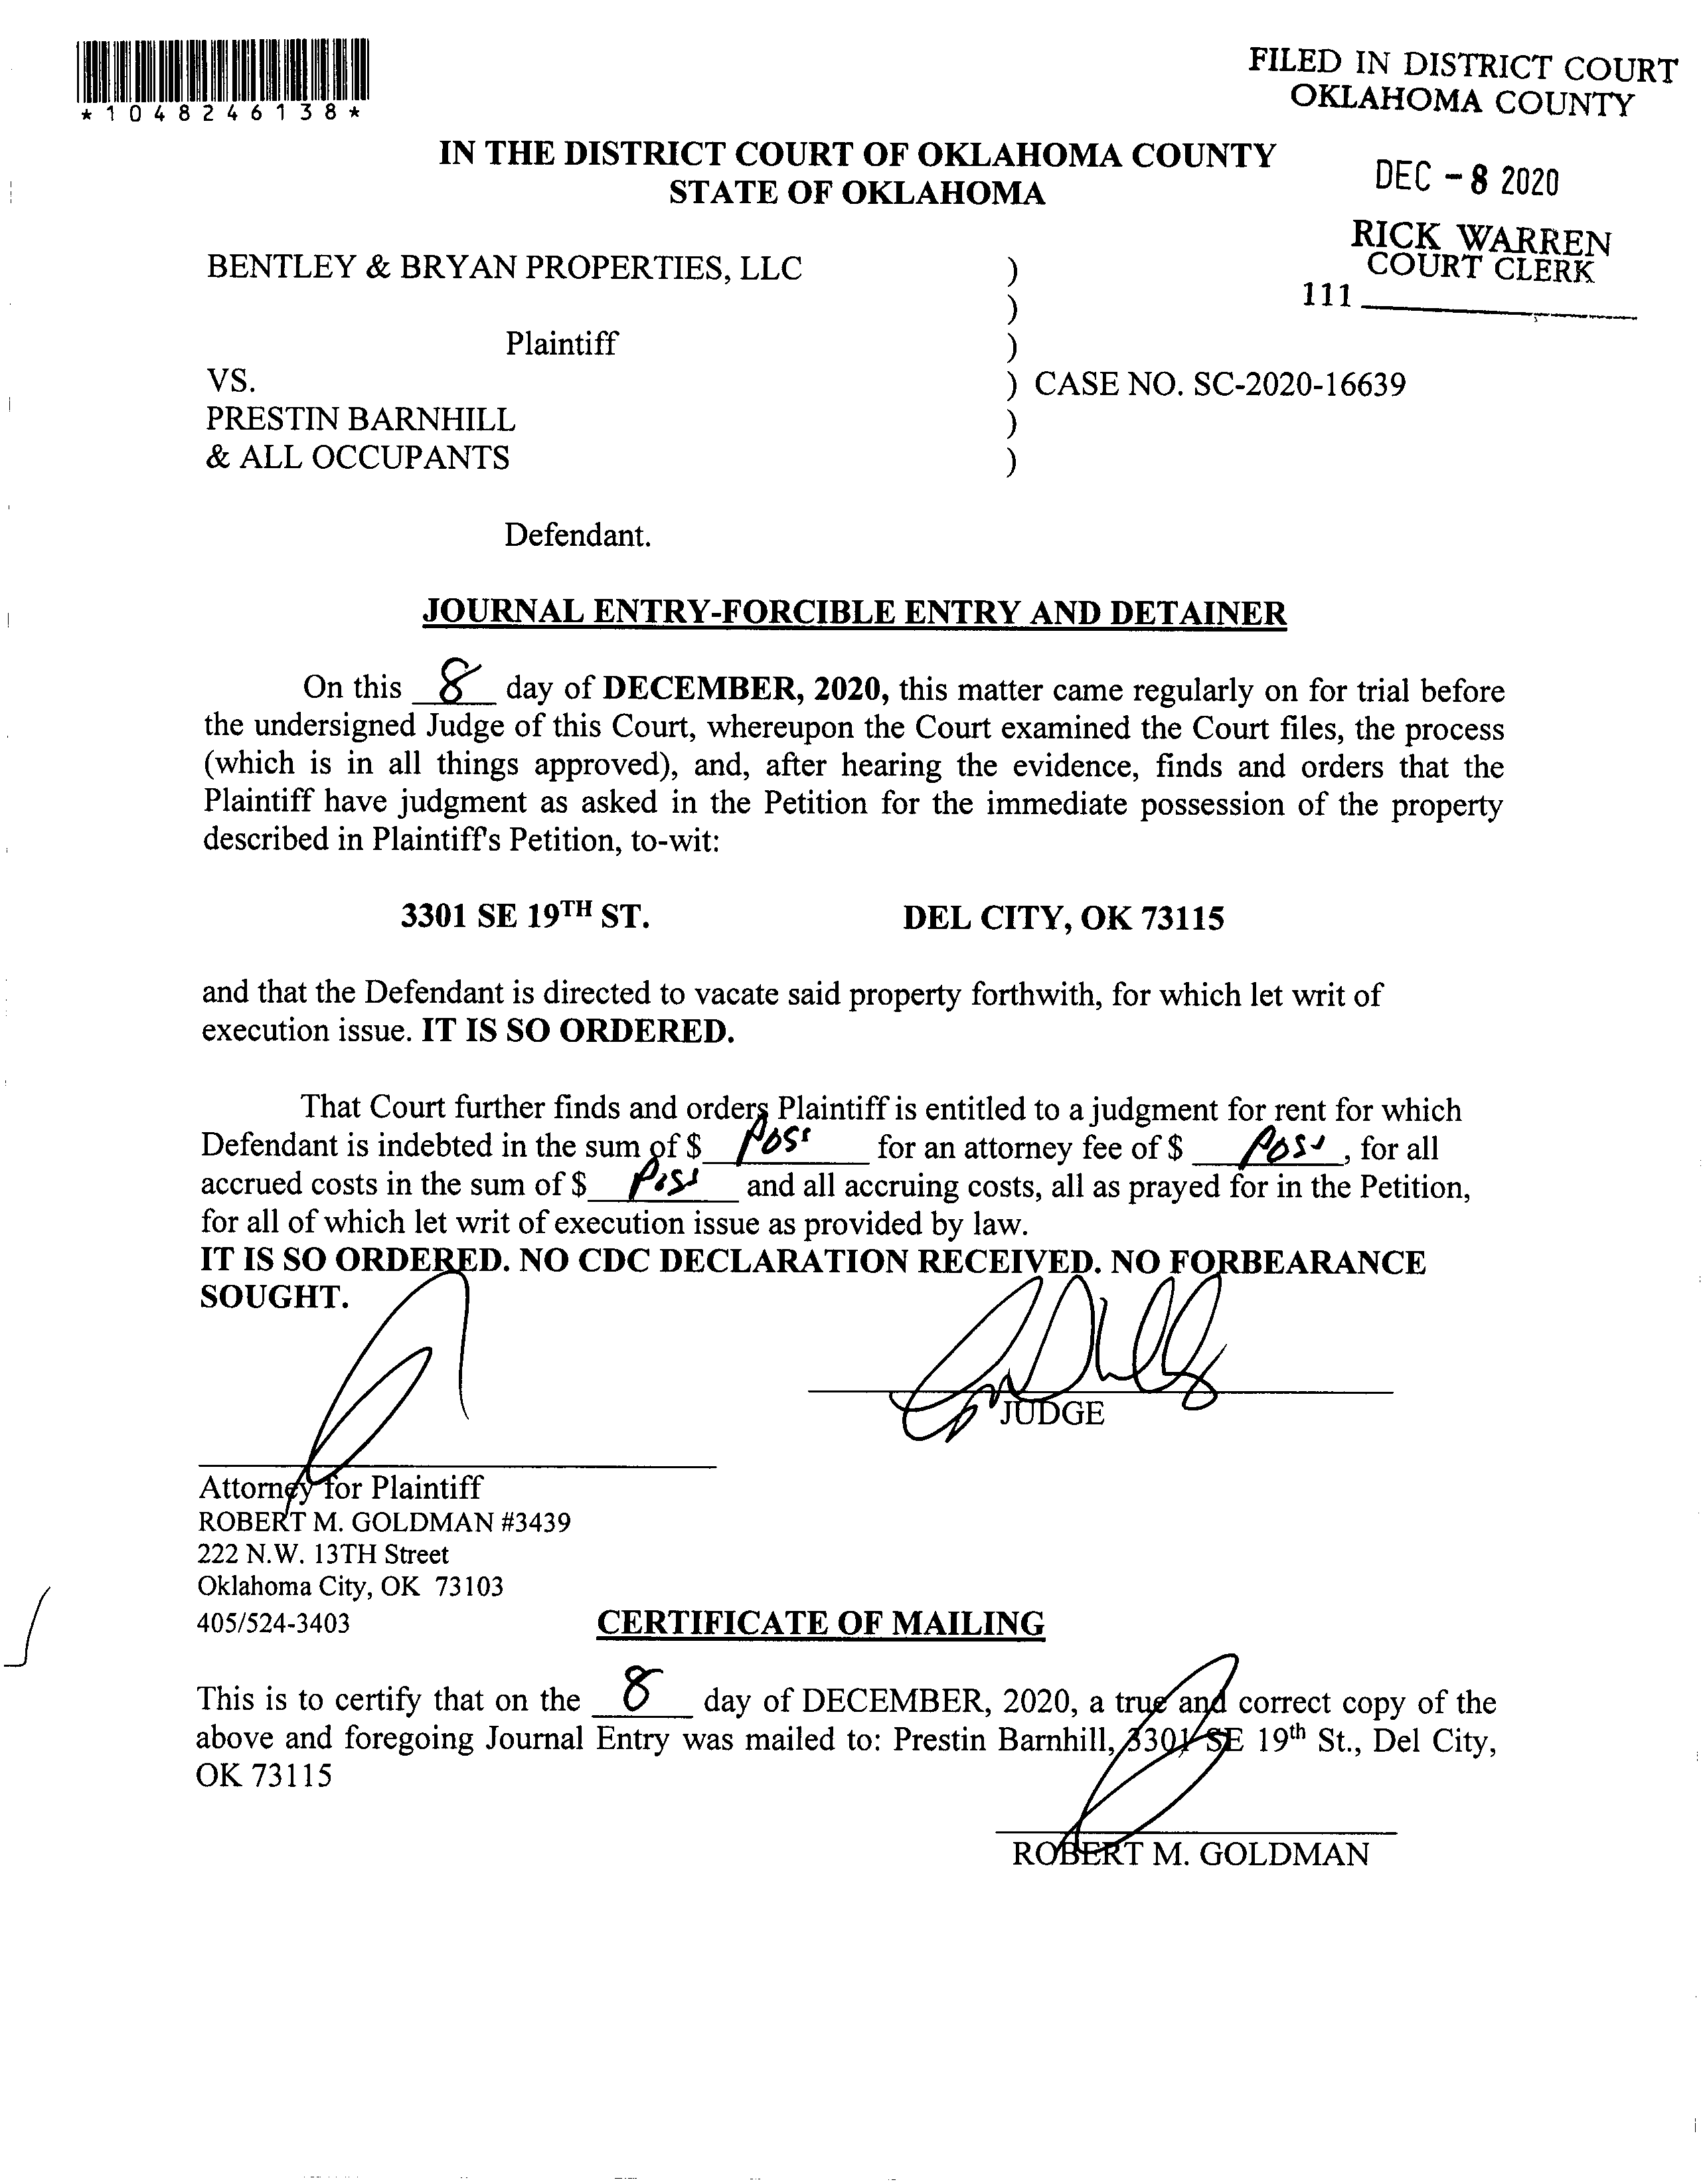 *1048246138*
FILED IN DISTRICT COURT
OKLAHOMA COUNTY
DEC - 8 2020
RICK WARREN
COURT CLERK
111
IN THE DISTRICT COURT OF OKLAHOMA COUNTY
STATE OF OKLAHOMA
BENTLEY & BRYAN PROPERTIES, LLC )
)
Plaintiff )
VS. ) CASE NO. SC-2020-16639
PRESTIN BARNHILL )
& ALL OCCUPANTS )
Defendant.
JOURNAL ENTRY-FORCIBLE ENTRY AND DETAINER
On this 8 day of DECEMBER, 2020, this matter came regularly on for trial before
the undersigned Judge of this Court, whereupon the Court examined the Court files, the process
(which is in all things approved), and, after hearing the evidence, finds and orders that the
Plaintiff have judgment as asked in the Petition for the immediate possession of the property
described in Plaintiff's Petition, to-wit:
3301 SE 19TH ST. DEL CITY, OK 73115
and that the Defendant is directed to vacate said property forthwith, for which let writ of
execution issue. IT IS SO ORDERED.
That Court further finds and orders Plaintiff is entitled to a judgment for rent for which
Defendant is indebted in the sum of $ Poss for an attorney fee of $ Poss, for all
accrued costs in the sum of $ Poss and all accruing costs, all as prayed for in the Petition,
for all of which let writ of execution issue as provided by law.
IT IS SO ORDERED. NO CDC DECLARATION RECEIVED. NO FORBEARANCE
SOUGHT.
JUDGE
Attorney for Plaintiff
ROBERT M. GOLDMAN #3439
222 N.W. 13TH Street
Oklahoma City, OK 73103
405/524-3403
CERTIFICATE OF MAILING
This is to certify that on the 8 day of DECEMBER, 2020, a true and correct copy of the
above and foregoing Journal Entry was mailed to: Prestin Barnhill, 3301 SE 19th St., Del City,
OK 73115
ROBERT M. GOLDMAN